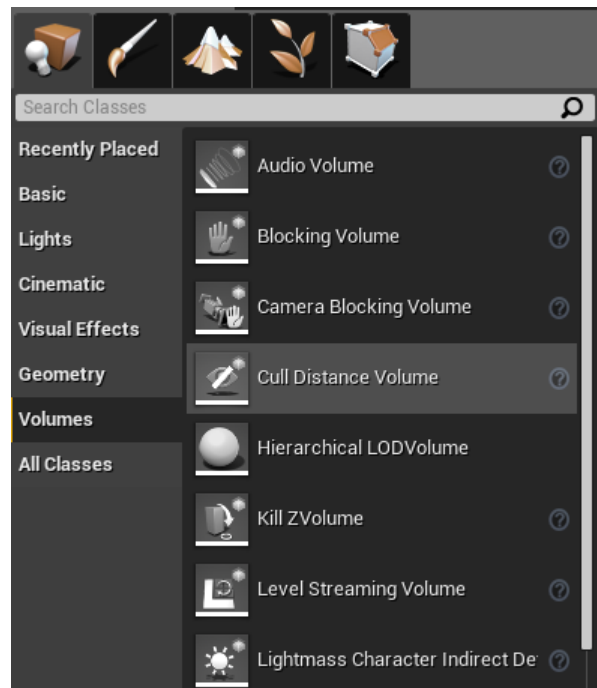 Search Classes
Recently Placed
Basic
Lights
Cinematic
Visual Effects
Geometry
Volumes
All Classes
Audio Volume
Blocking Volume
Camera Blocking Volume
Cull Distance Volume
Hierarchical LODVolume
Kill ZVolume
Level Streaming Volume
Lightmass Character Indirect De